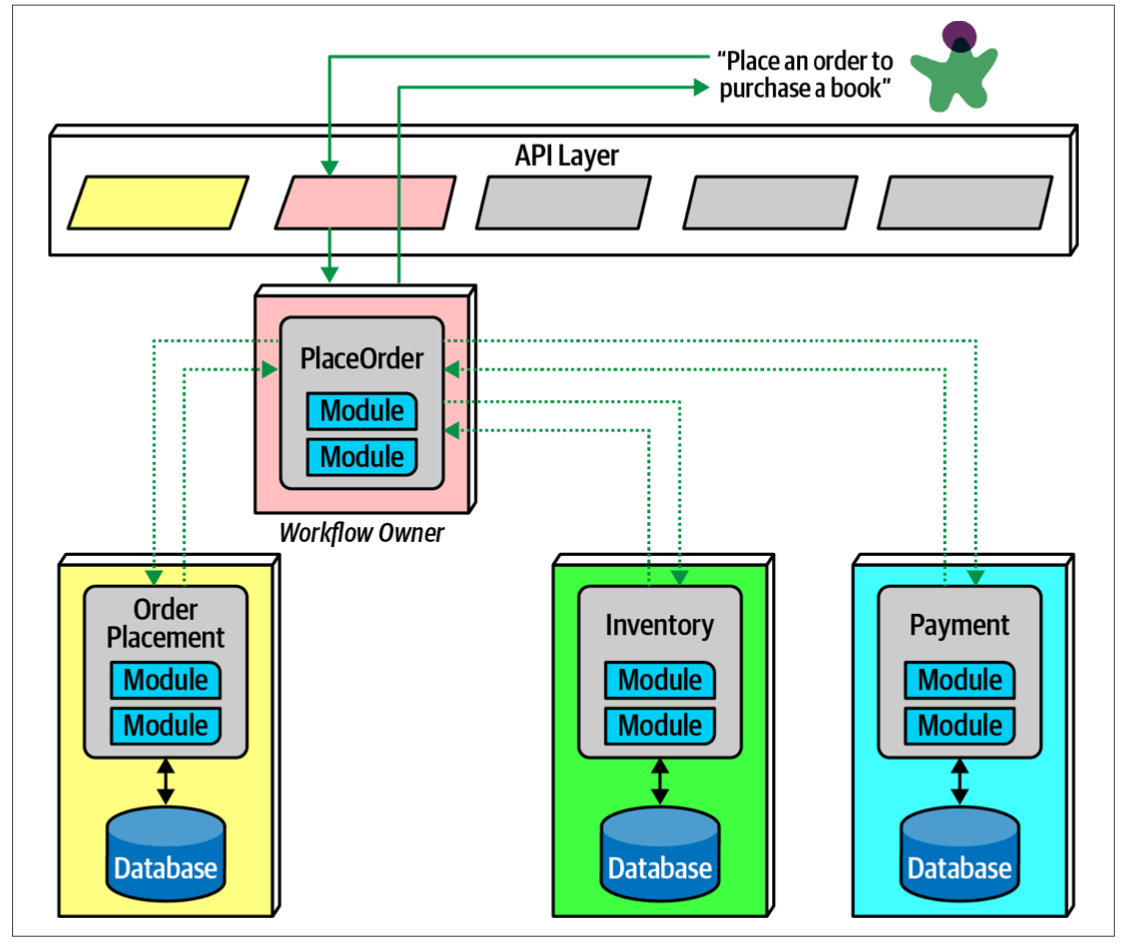 “Place an order to
purchase a book”
API Layer
PlaceOrder
Module
Module
Workflow Owner
Order
Placement
Module
Module
Database
Inventory
Module
Module
Database
Payment
Module
Module
Database